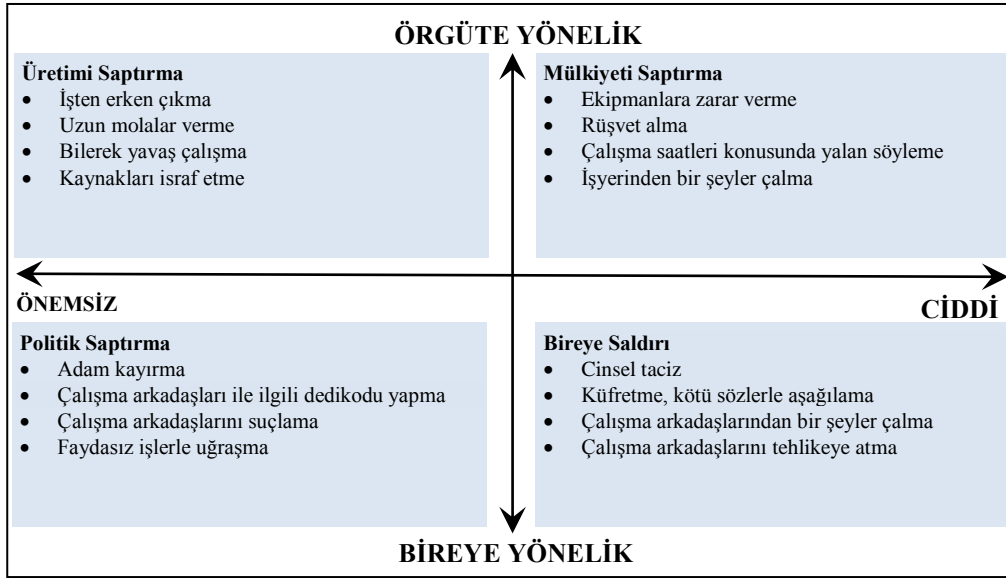 ÖRGÜTE YÖNELİK
Üretimi Saptırma
• İşten erken çıkma
• Uzun molalar verme
• Bilerek yavaş çalışma
• Kaynakları israf etme
Mülkiyeti Saptırma
• Ekipmanlara zarar verme
• Rüşvet alma
• Çalışma saatleri konusunda yalan söyleme
• İşyerinden bir şeyler çalma
ÖNEMSİZ
CİDDİ
Politik Saptırma
• Adam kayırma
• Çalışma arkadaşları ile ilgili dedikodu yapma
• Çalışma arkadaşlarını suçlama
• Faydasız işlerle uğraşma
Bireye Saldırı
• Cinsel taciz
• Küfretme, kötü sözlerle aşağılama
• Çalışma arkadaşlarından bir şeyler çalma
• Çalışma arkadaşlarını tehlikeye atma
BİREYE YÖNELİK